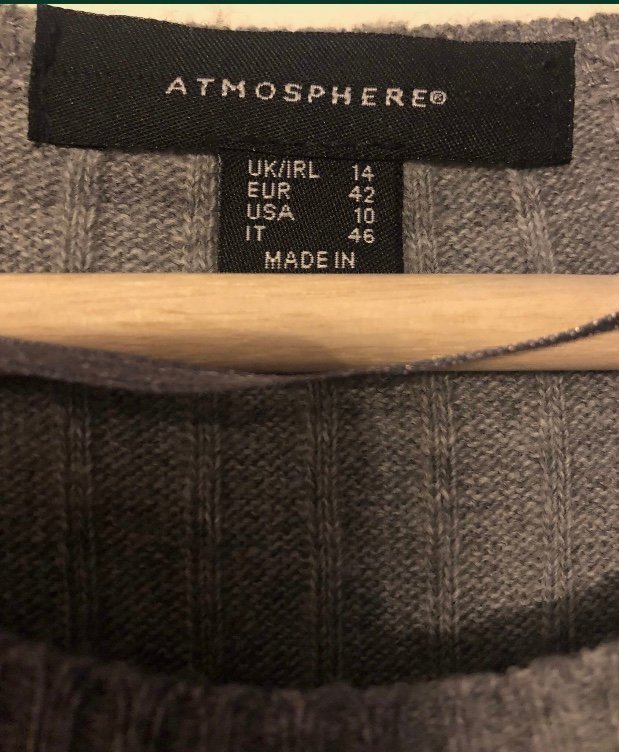 ATMOSPHERE®
UK/IRL 14
EUR 42
USA 10
IT 46
MADE IN